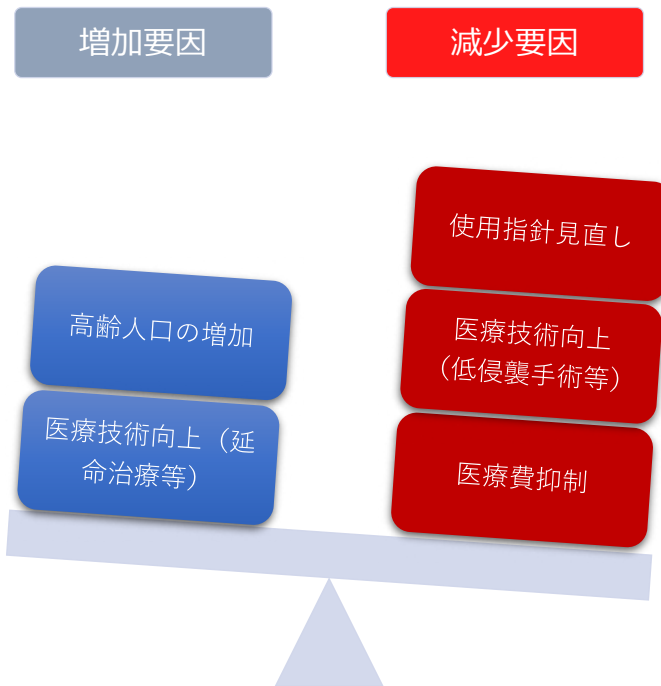 増加要因
減少要因
高齢人口の増加
医療技術向上（延
命治療等）
使用指針見直し
医療技術向上
（低侵襲手術等）
医療費抑制